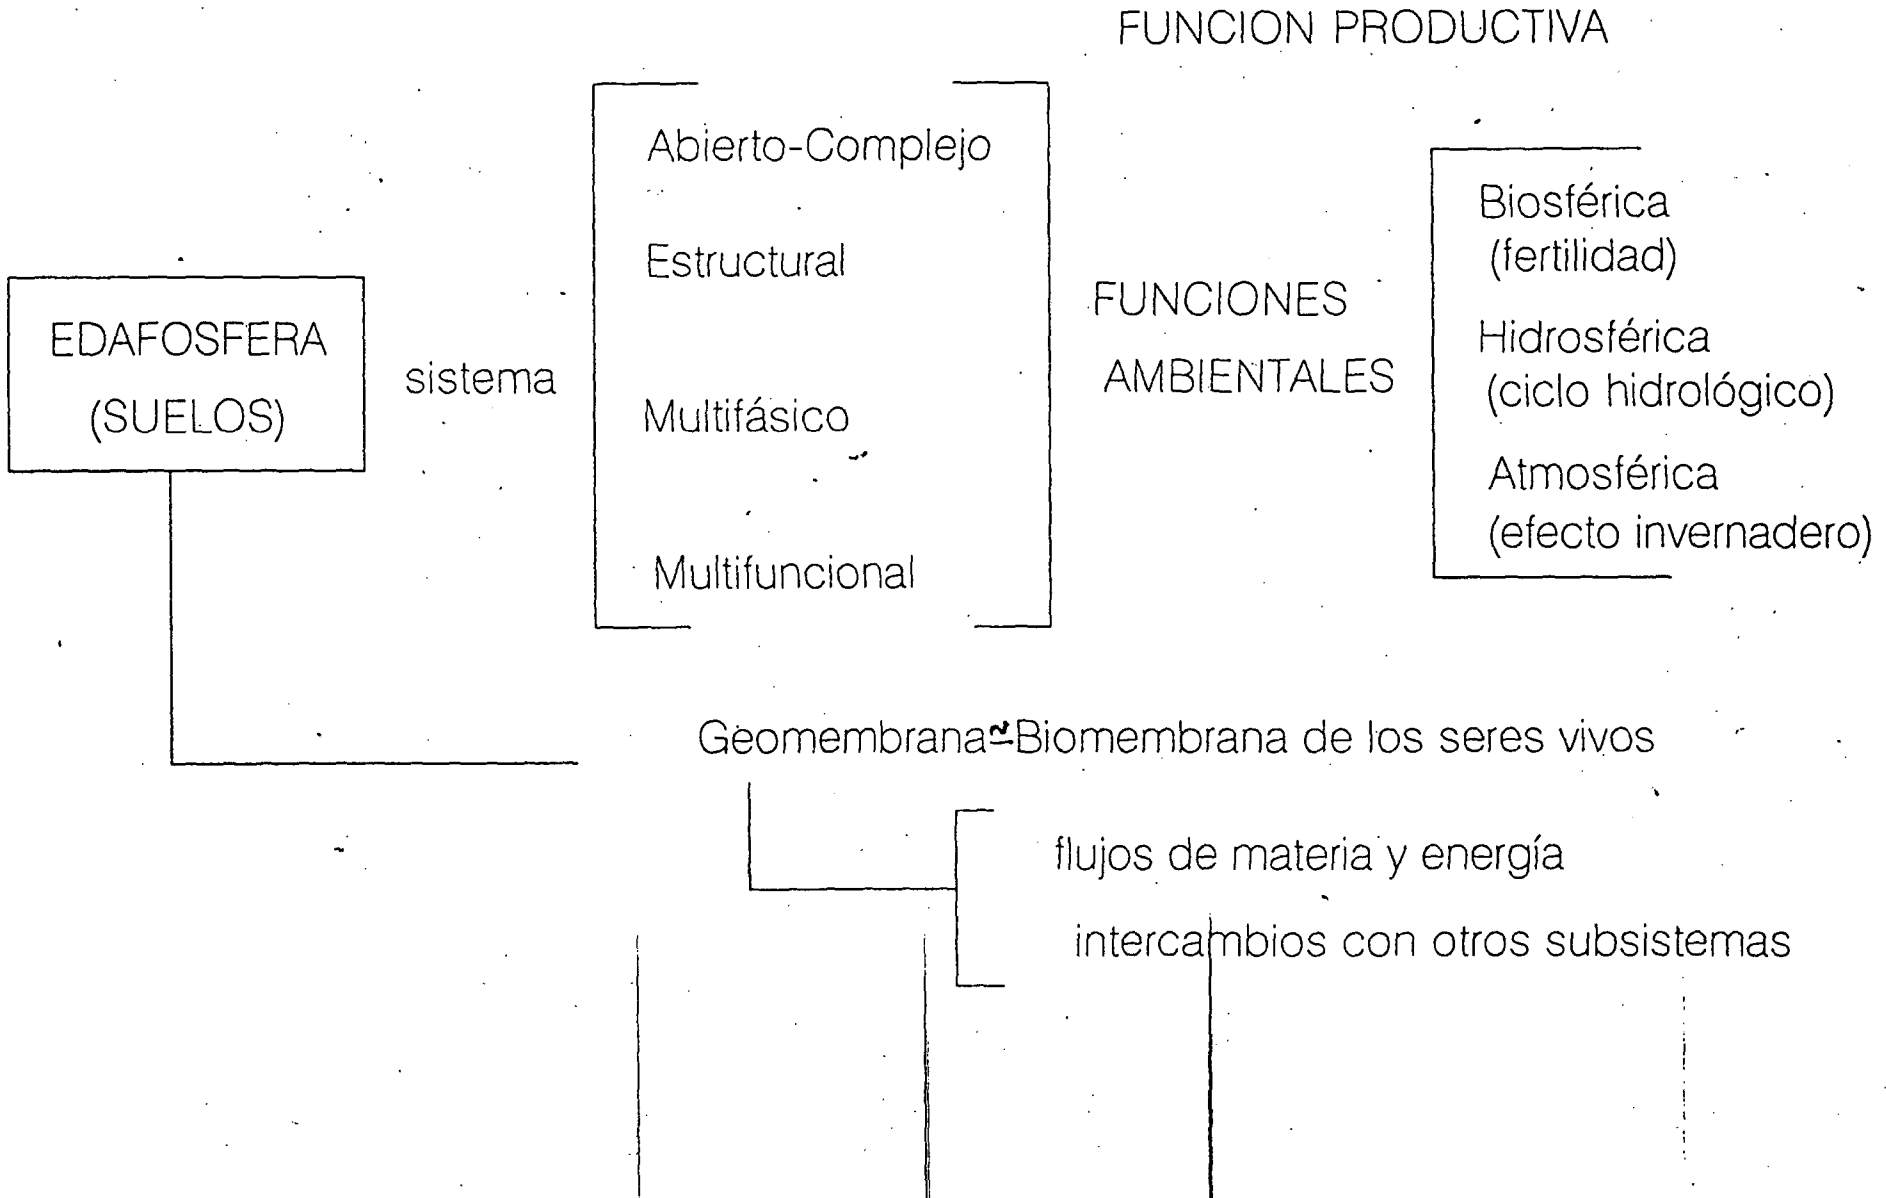 FUNCION PRODUCTIVA
EDAFOSFERA
(SUELOS)
sistema
Abierto-Complejo
Estructural
Multifásico
Multifuncional
FUNCIONES
AMBIENTALES
Biosférica
(fertilidad)
Hidrosférica
(ciclo hidrológico)
Atmosférica
(efecto invernadero)
Geomembrana≃Biomembrana de los seres vivos
flujos de materia y energía
intercambios con otros subsistemas